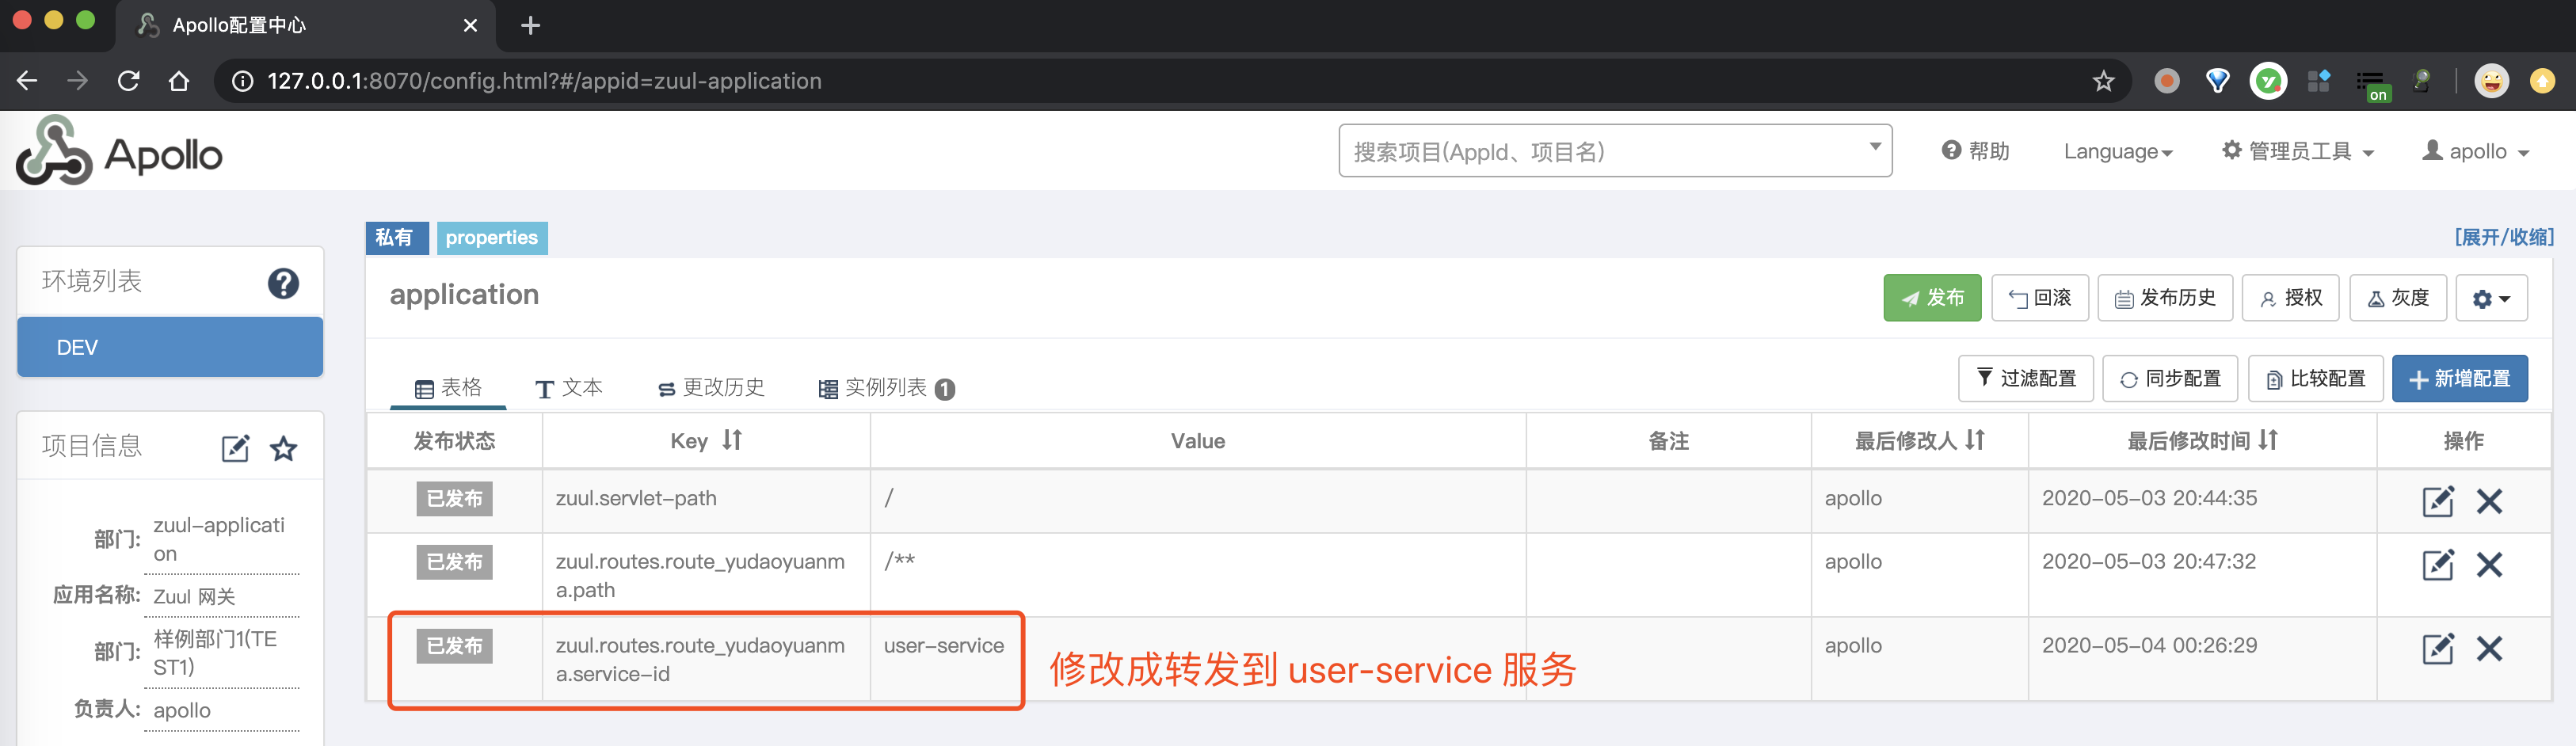 Apollo配置中心
127.0.0.1:8070/config.html?#/appid=zuul-application
on
Apollo
搜索项目(AppId、项目名)
帮助
Language
管理员工具
apollo
环境列表
DEV
项目信息
部门:
zuul-applicati
on
应用名称:
Zuul 网关
部门:
样例部门1(TE
ST1)
负责人:
apollo
私有
properties
[展开/收缩]
application
发布
回滚
发布历史
授权
灰度
表格
文本
更改历史
实例列表 1
过滤配置
同步配置
比较配置
新增配置
发布状态
Key
Value
备注
最后修改人
最后修改时间
操作
已发布
zuul.servlet-path
/
apollo
2020-05-03 20:44:35
已发布
zuul.routes.route_yudaoyuanm
a.path
/**
apollo
2020-05-03 20:47:32
已发布
zuul.routes.route_yudaoyuanm
a.service-id
user-service
apollo
2020-05-04 00:26:29
修改成转发到 user-service 服务